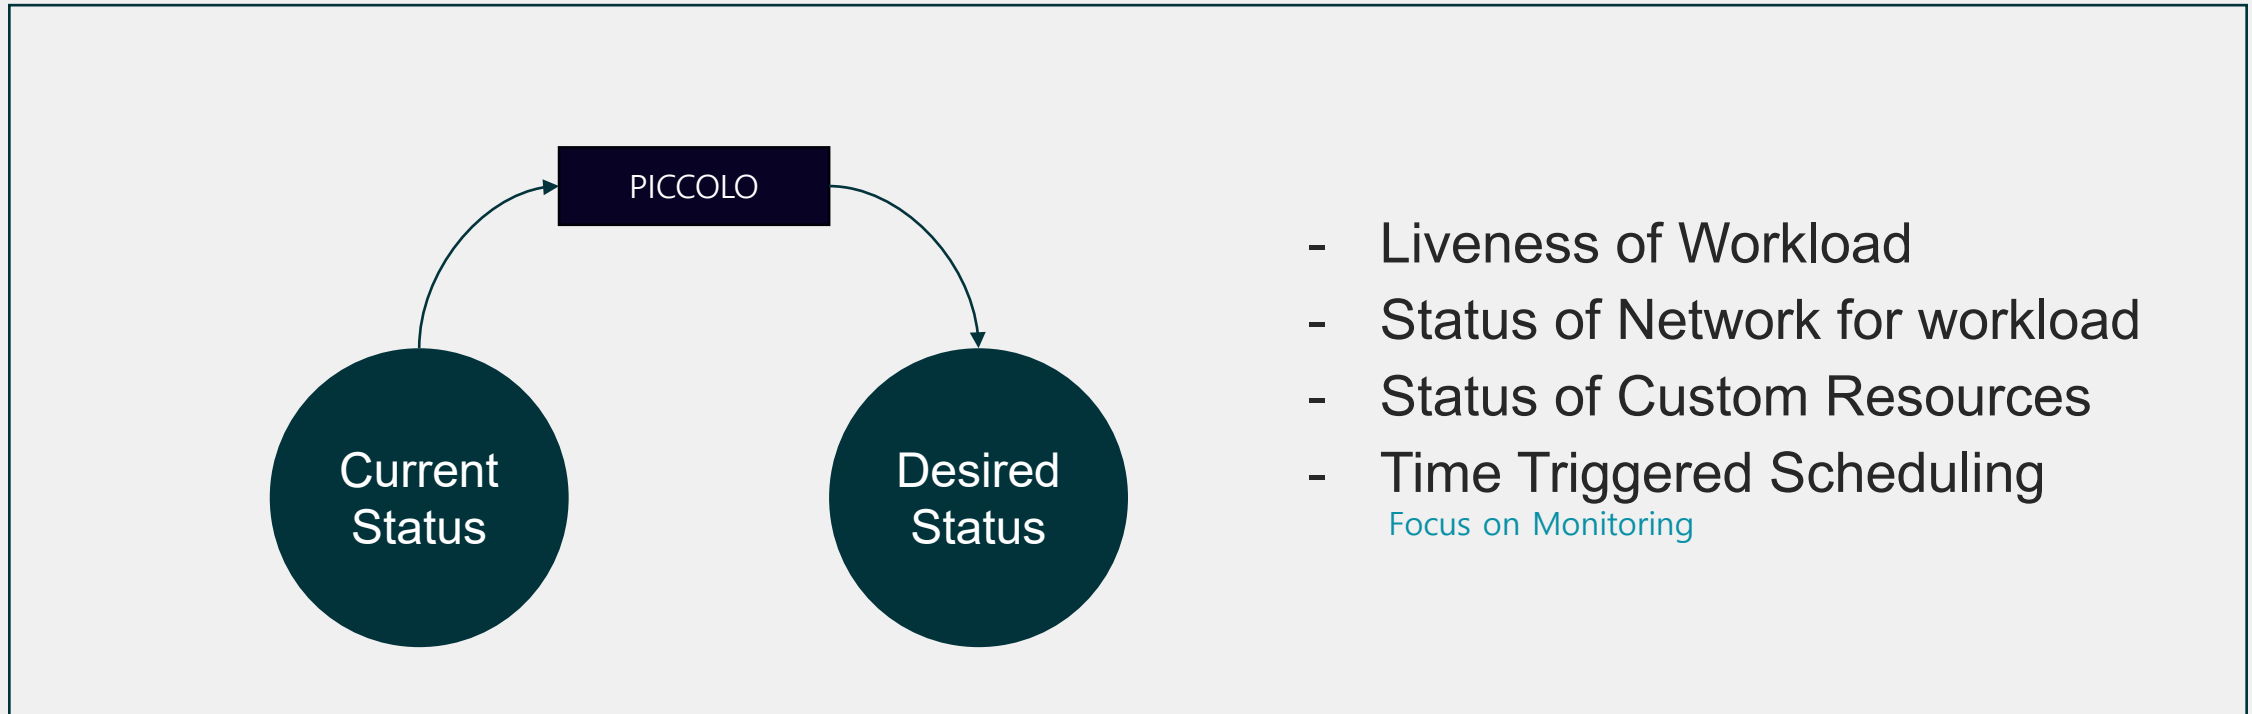 PICCOLO
Current
Status
Desired
Status
- Liveness of Workload
- Status of Network for workload
- Status of Custom Resources
- Time Triggered Scheduling
Focus on Monitoring